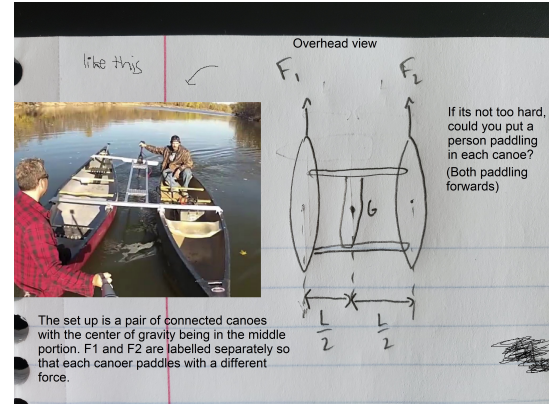 Overhead view
like this
F1
F2
If its not too hard,
could you put a
person paddling
in each canoe?
(Both paddling
forwards)
G
L/2
L/2
The set up is a pair of connected canoes
with the center of gravity being in the middle
portion. F1 and F2 are labelled separately so
that each canoer paddles with a different
force.